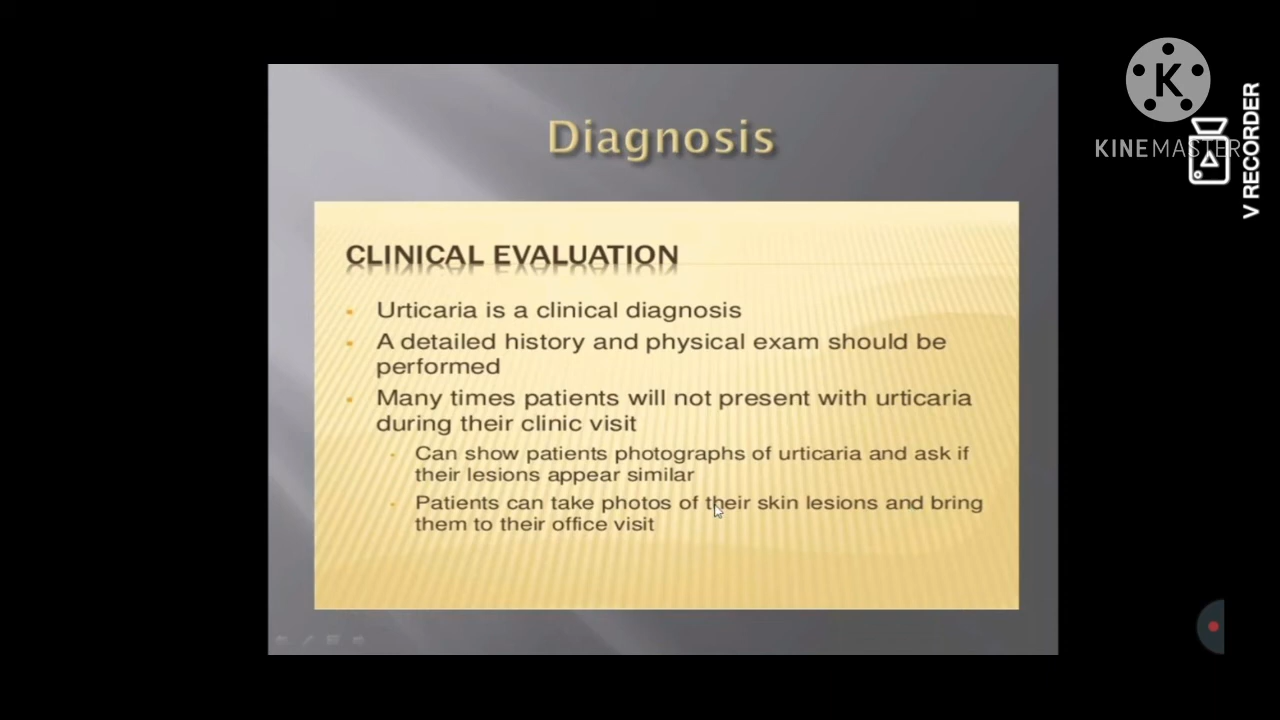 Diagnosis
CLINICAL EVALUATION
Urticaria is a clinical diagnosis
A detailed history and physical exam should be
performed
Many times patients will not present with urticaria
during their clinic visit
Can show patients photographs of urticaria and ask if
their lesions appear similar
Patients can take photos of their skin lesions and bring
them to their office visit
K
KINEMASTER
V RECORDER